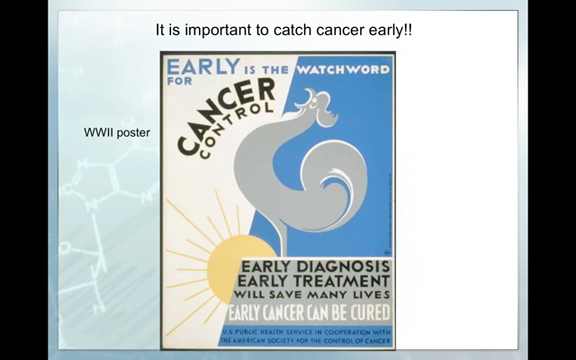 It is important to catch cancer early!!
EARLY IS THE WATCHWORD
FOR
CANCER
CONTROL
WWII poster
EARLY DIAGNOSIS
EARLY TREATMENT
WILL SAVE MANY LIVES
EARLY CANCER CAN BE CURED
U.S. PUBLIC HEALTH SERVICE IN COOPERATION WITH
THE AMERICAN SOCIETY FOR THE CONTROL OF CANCER